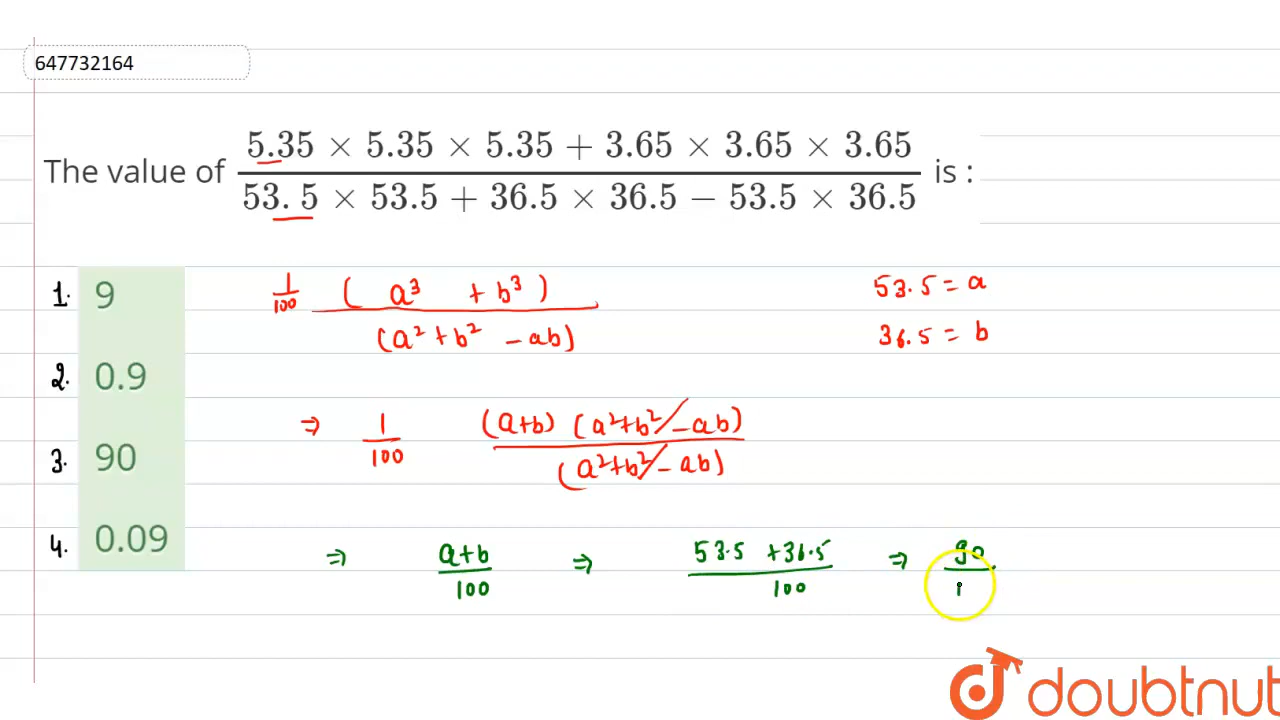 647732164
The value of (5.35 × 5.35 × 5.35 + 3.65 × 3.65 × 3.65)/(53. 5 × 53.5 + 36.5 × 36.5 − 53.5 × 36.5) is :
1. 9
2. 0.9
3. 90
4. 0.09
1/100 (a³ + b³)/(a² + b² - ab)
53.5 = a
36.5 = b
⇒ 1/100 (a+b) (a²+b²-ab)/(a²+b²-ab)
⇒ a+b/100 ⇒ 53.5 +36.5/100 ⇒ 90/1
doubtnut